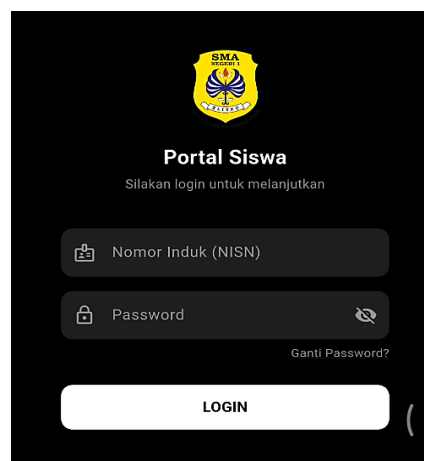 SMA
NEGERI 1
Portal Siswa
Silakan login untuk melanjutkan
Nomor Induk (NISN)
Password
Ganti Password?
LOGIN